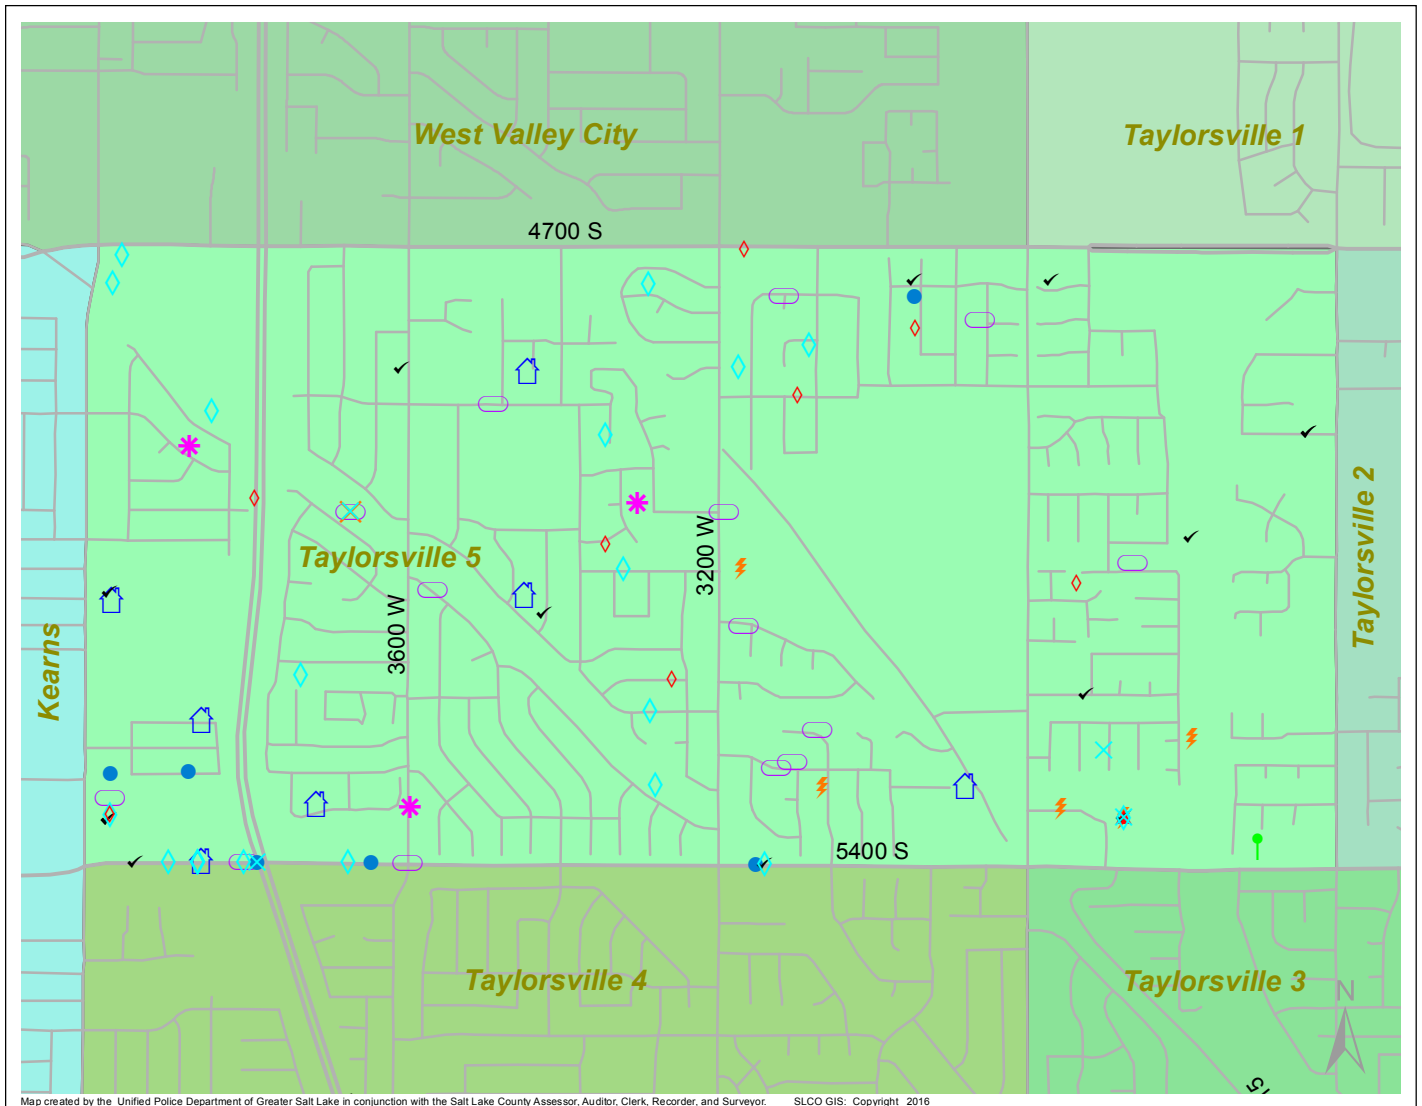 West Valley City
Taylorsville 1
4700 S
Taylorsville 2
3200 W
Taylorsville 5
3600 W
Kearns
5400 S
Taylorsville 4
Taylorsville 3
N
15
Map created by the Unified Police Department of Greater Salt Lake in conjunction with the Salt Lake County Assessor, Auditor, Clerk, Recorder, and Surveyor. SLCO GIS: Copyright 2016